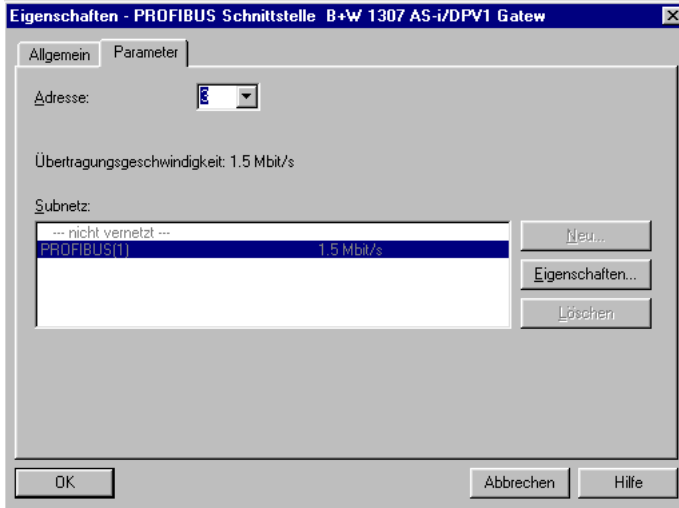 Eigenschaften - PROFIBUS Schnittstelle B+W 1307 AS-i/DPV1 Gatew
Allgemein Parameter
Adresse: 3
Übertragungsgeschwindigkeit: 1.5 Mbit/s
Subnetz:
--- nicht vernetzt ---
PROFIBUS(1) 1.5 Mbit/s
Neu...
Eigenschaften...
Löschen
OK Abbrechen Hilfe